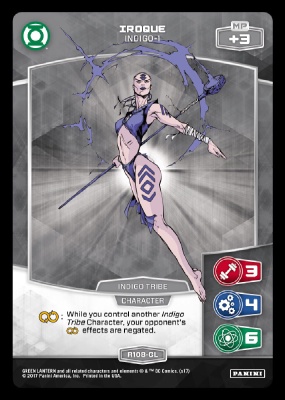 IROQUE
INDIGO-1
MP
+3
INDIGO TRIBE
CHARACTER
: While you control another Indigo
Tribe Character, your opponent's
effects are negated.
3
4
6
R108-GL
GREEN LANTERN and all related characters and elements © & ™ DC Comics. (s17)
© 2017 Panini America, Inc. Printed in the USA.
PANINI